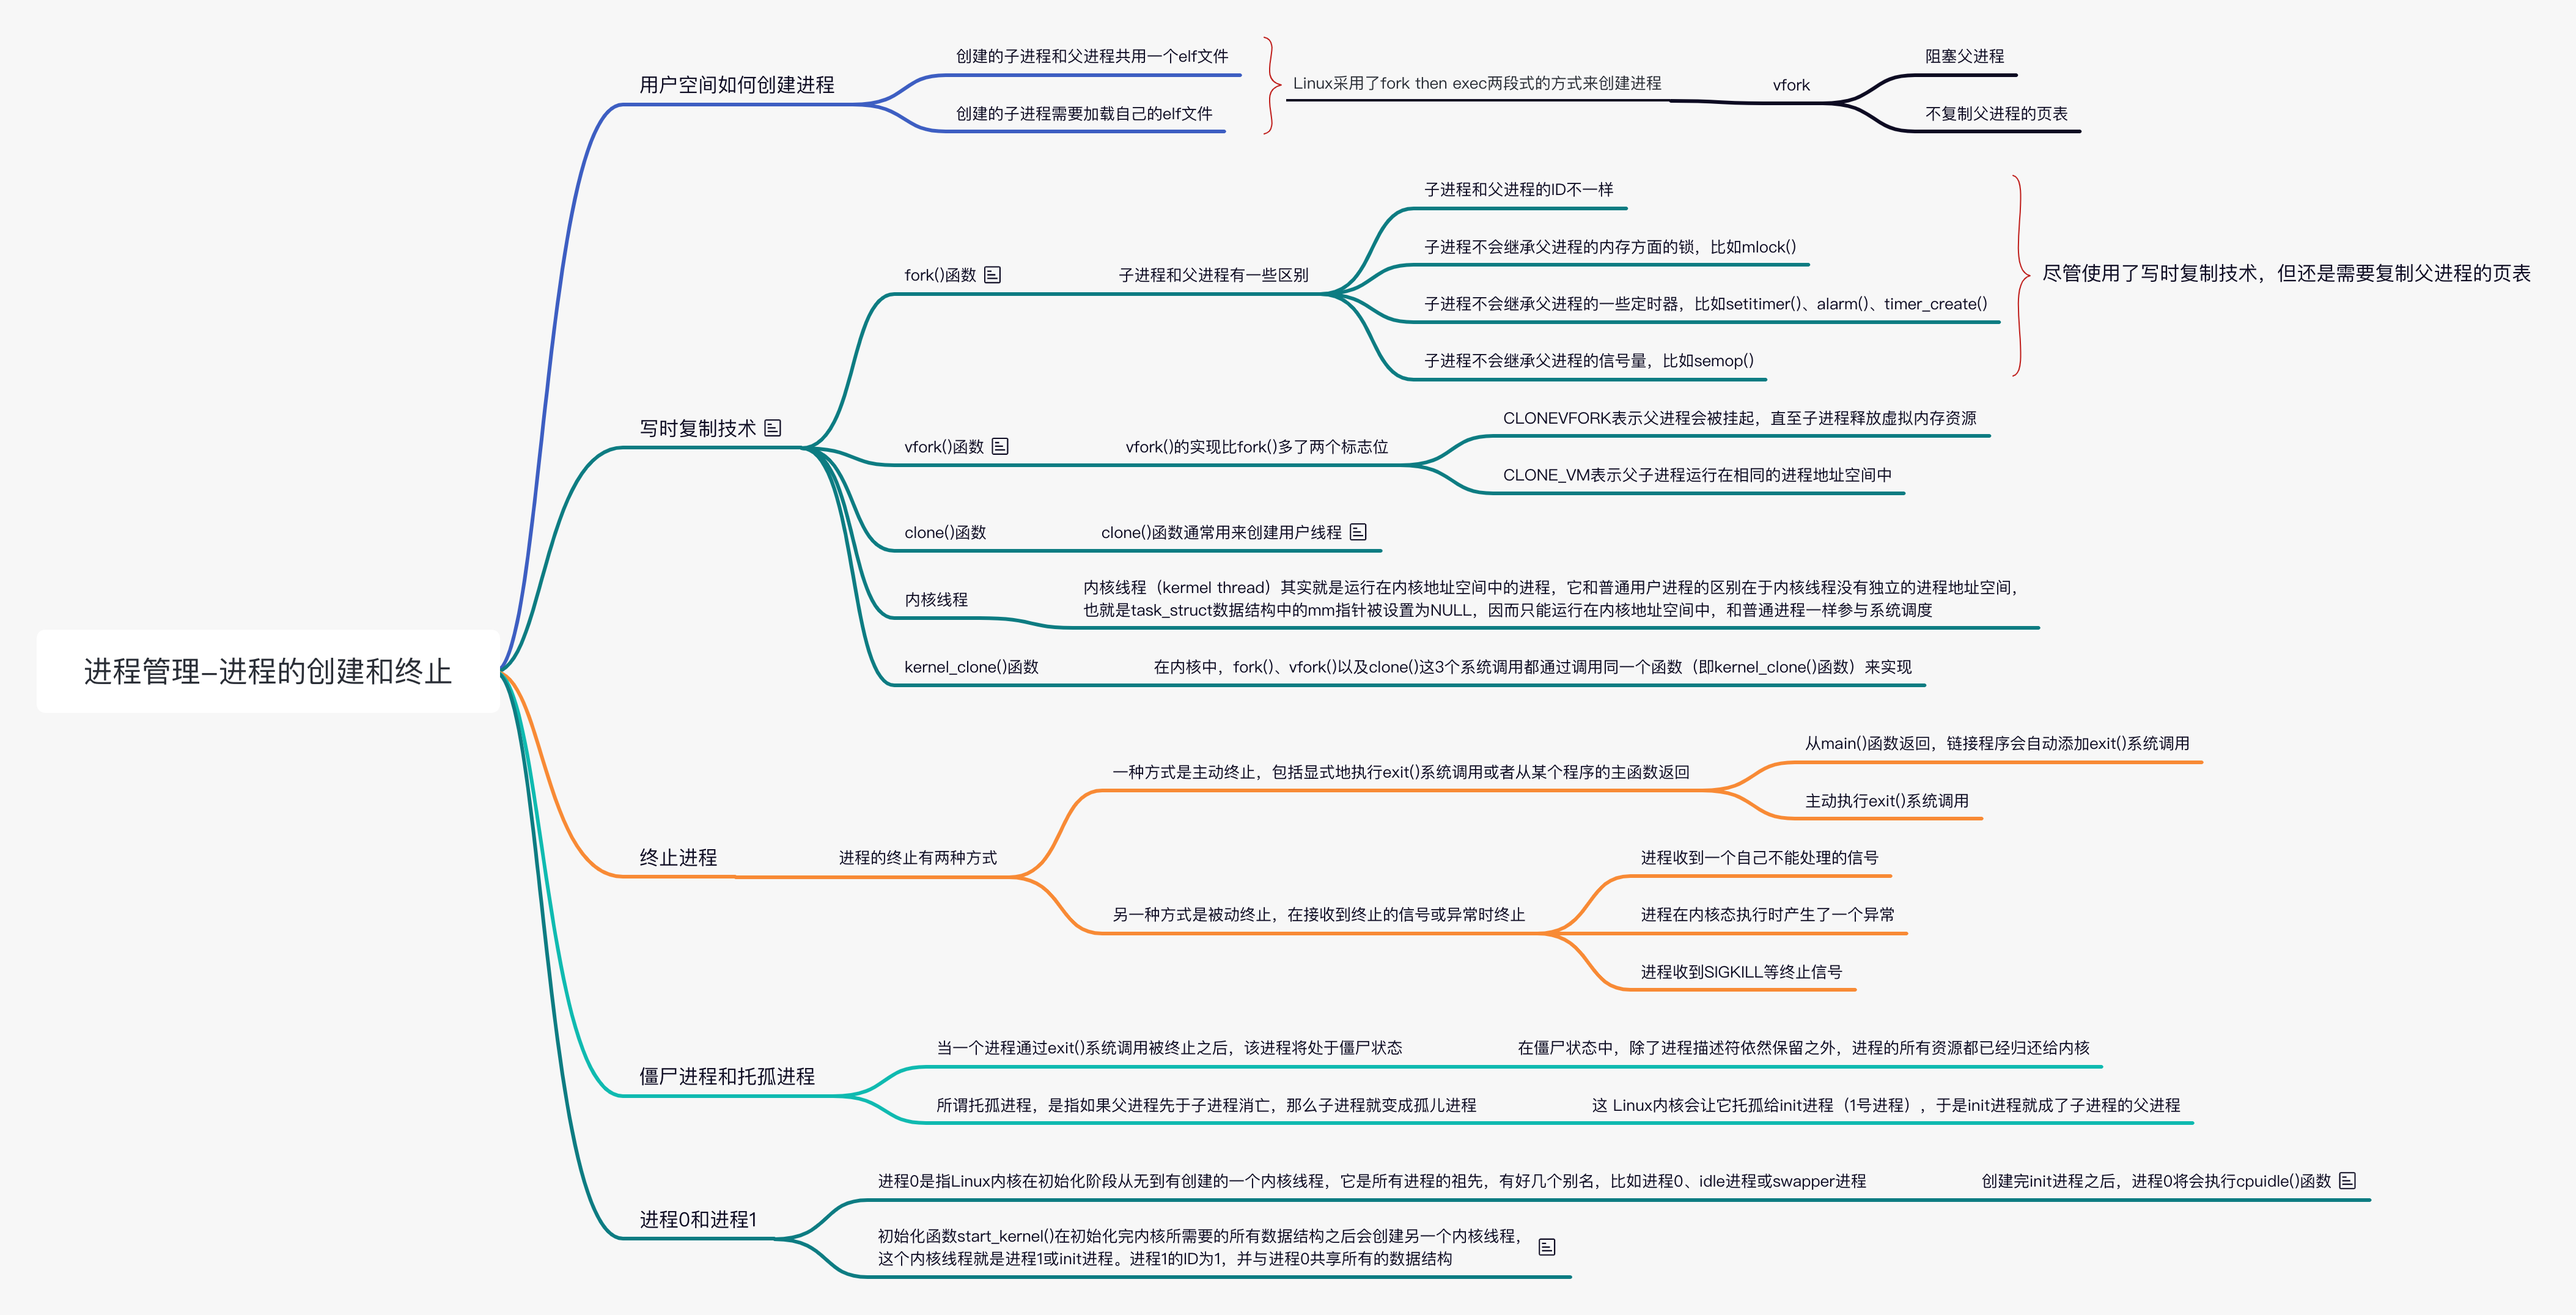 进程管理-进程的创建和终止
用户空间如何创建进程
创建的子进程和父进程共用一个elf文件
创建的子进程需要加载自己的elf文件
Linux采用了fork then exec两段式的方式来创建进程
vfork
阻塞父进程
不复制父进程的页表
写时复制技术
fork()函数
子进程和父进程有一些区别
子进程和父进程的ID不一样
子进程不会继承父进程的内存方面的锁，比如mlock()
子进程不会继承父进程的一些定时器，比如setitimer()、alarm()、timer_create()
子进程不会继承父进程的信号量，比如semop()
尽管使用了写时复制技术，但还是需要复制父进程的页表
vfork()函数
vfork()的实现比fork()多了两个标志位
CLONEVFORK表示父进程会被挂起，直至子进程释放虚拟内存资源
CLONE_VM表示父子进程运行在相同的进程地址空间中
clone()函数
clone()函数通常用来创建用户线程
内核线程
内核线程（kermel thread）其实就是运行在内核地址空间中的进程，它和普通用户进程的区别在于内核线程没有独立的进程地址空间，
也就是task_struct数据结构中的mm指针被设置为NULL，因而只能运行在内核地址空间中，和普通进程一样参与系统调度
kernel_clone()函数
在内核中，fork()、vfork()以及clone()这3个系统调用都通过调用同一个函数（即kernel_clone()函数）来实现
终止进程
进程的终止有两种方式
一种方式是主动终止，包括显式地执行exit()系统调用或者从某个程序的主函数返回
从main()函数返回，链接程序会自动添加exit()系统调用
主动执行exit()系统调用
另一种方式是被动终止，在接收到终止的信号或异常时终止
进程收到一个自己不能处理的信号
进程在内核态执行时产生了一个异常
进程收到SIGKILL等终止信号
僵尸进程和托孤进程
当一个进程通过exit()系统调用被终止之后，该进程将处于僵尸状态
在僵尸状态中，除了进程描述符依然保留之外，进程的所有资源都已经归还给内核
所谓托孤进程，是指如果父进程先于子进程消亡，那么子进程就变成孤儿进程
这 Linux内核会让它托孤给init进程（1号进程），于是init进程就成了子进程的父进程
进程0和进程1
进程0是指Linux内核在初始化阶段从无到有创建的一个内核线程，它是所有进程的祖先，有好几个别名，比如进程0、idle进程或swapper进程
创建完init进程之后，进程0将会执行cpuidle()函数
初始化函数start_kernel()在初始化完内核所需要的所有数据结构之后会创建另一个内核线程，
这个内核线程就是进程1或init进程。进程1的ID为1，并与进程0共享所有的数据结构